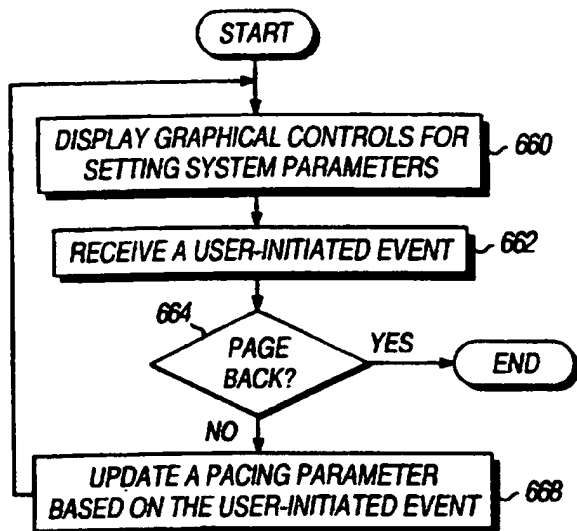 START
DISPLAY GRAPHICAL CONTROLS FOR
SETTING SYSTEM PARAMETERS
660
RECEIVE A USER-INITIATED EVENT
662
664
PAGE
BACK?
YES
END
NO
UPDATE A PACING PARAMETER
BASED ON THE USER-INITIATED EVENT
668